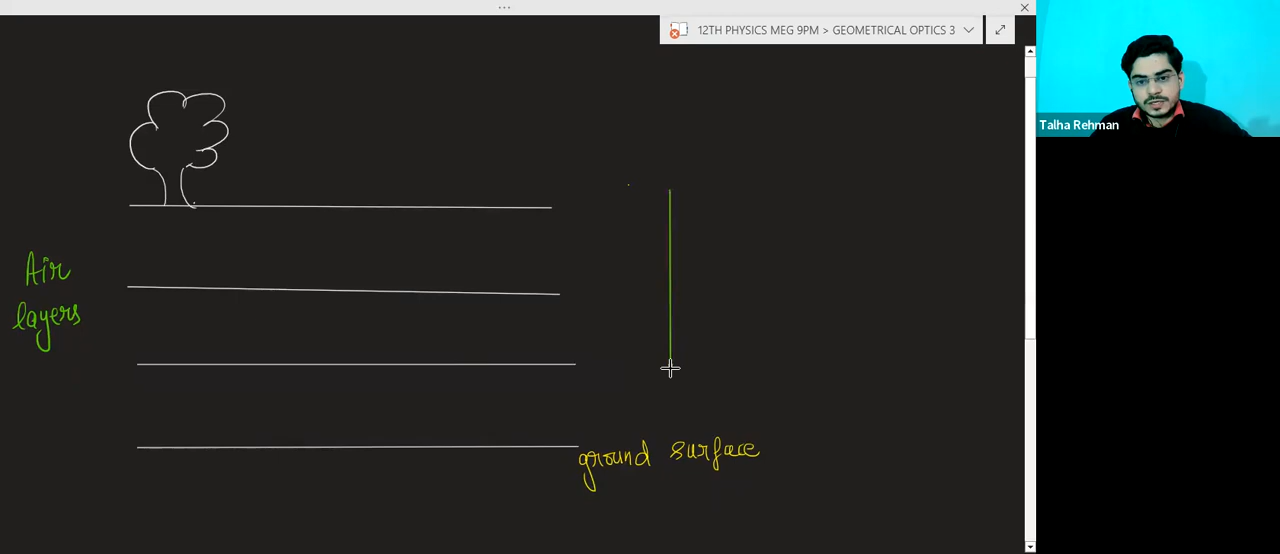 12TH PHYSICS MEG 9PM > GEOMETRICAL OPTICS 3
Talha Rehman
Air
layers
ground surface